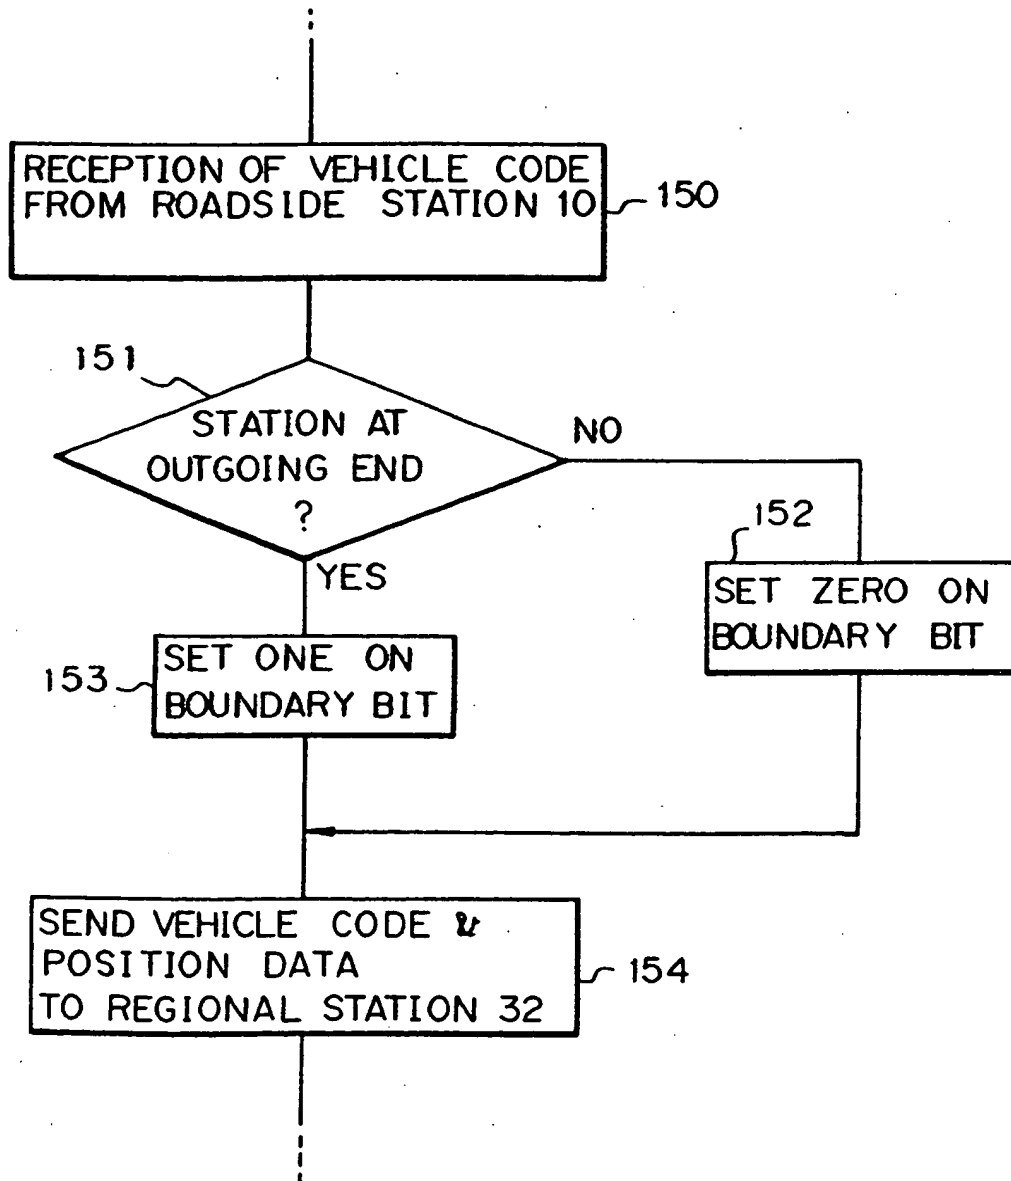 RECEPTION OF VEHICLE CODE
FROM ROADSIDE STATION 10
150
151
STATION AT
OUTGOING END
?
NO
YES
152
SET ZERO ON
BOUNDARY BIT
153
SET ONE ON
BOUNDARY BIT
SEND VEHICLE CODE &
POSITION DATA
TO REGIONAL STATION 32
154